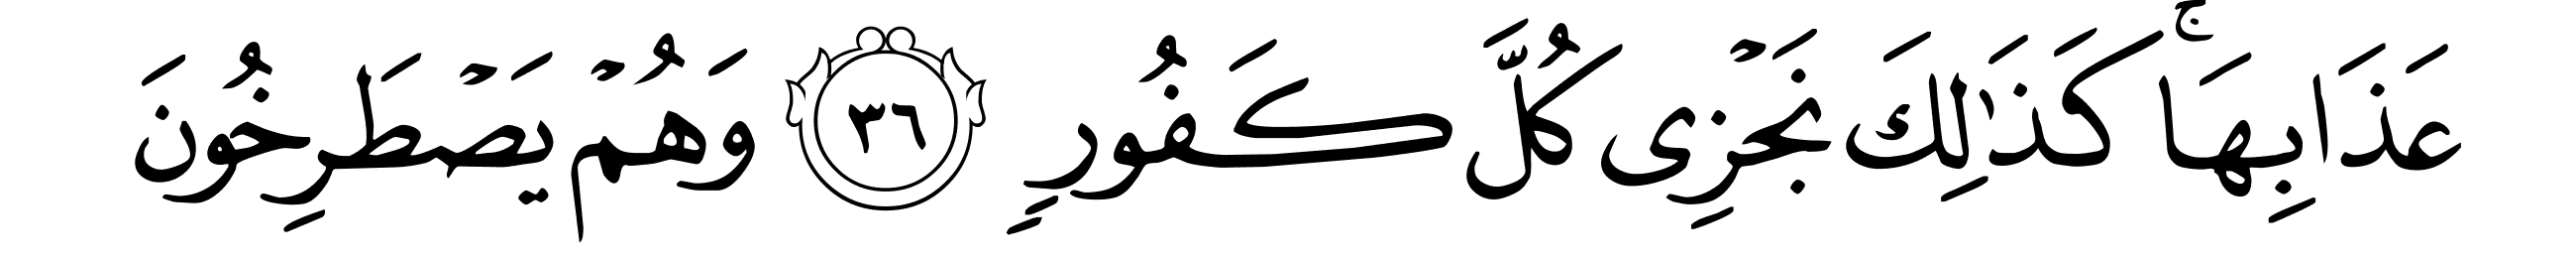 عَذَابِهَاۚ كَذَٰلِكَ نَجْزِى كُلَّ كَفُورٍ ٣٦ وَهُمْ يَصْطَرِخُونَ